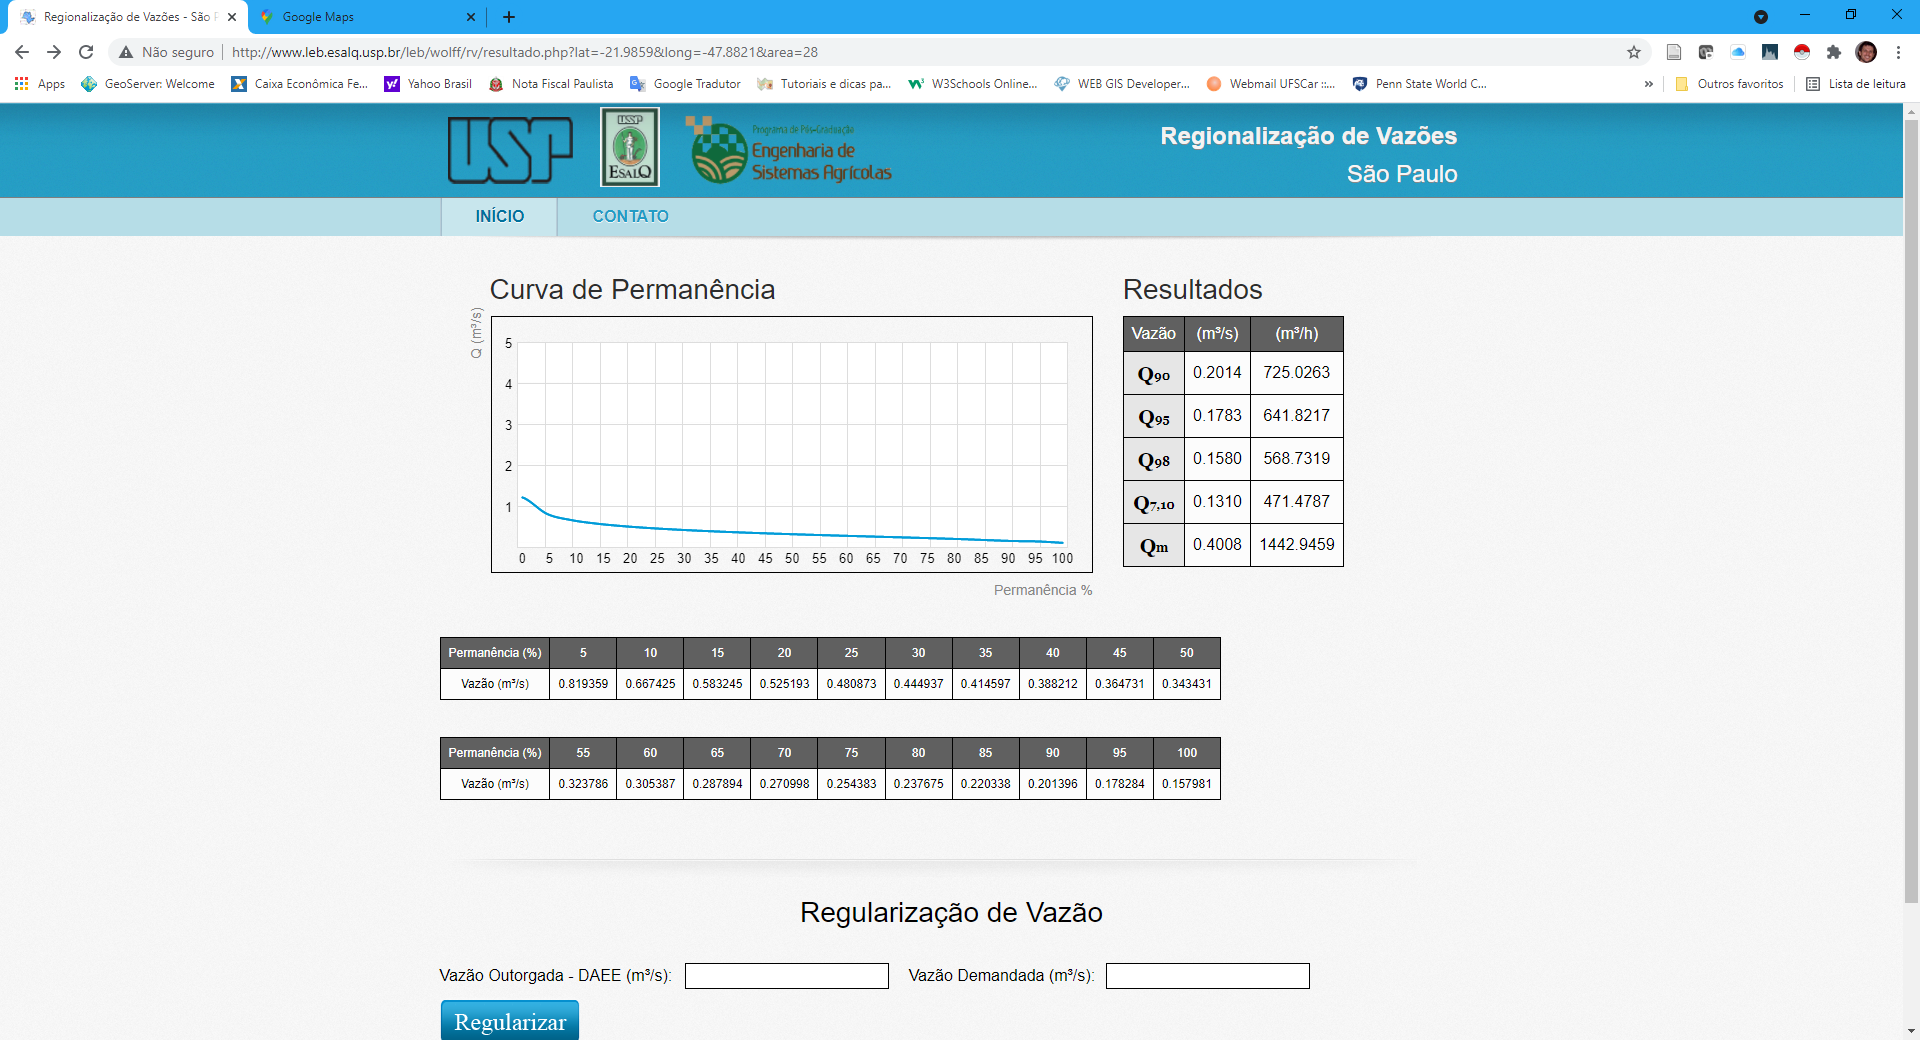 Regionalização de Vazões - São P
Google Maps
Não seguro
http://www.leb.esalq.usp.br/leb/wolff/rv/resultado.php?lat=-21.9859&long=-47.8821&area=28
Apps GeoServer: Welcome Caixa Econômica Fe... Yahoo Brasil Nota Fiscal Paulista Google Tradutor Tutoriais e dicas pa... W3Schools Online... WEB GIS Developer... Webmail UFSCar ::... Penn State World C... » Outros favoritos Lista de leitura
USP
USP
ESALQ
Programa de Pós-Graduação
Engenharia de
Sistemas Agrícolas
Regionalização de Vazões
São Paulo
INÍCIO CONTATO
Curva de Permanência
Q (m³/s)
5
4
3
2
1
0 5 10 15 20 25 30 35 40 45 50 55 60 65 70 75 80 85 90 95 100
Permanência %
Resultados
Vazão (m³/s) (m³/h)
Q90 0.2014 725.0263
Q95 0.1783 641.8217
Q98 0.1580 568.7319
Q7,10 0.1310 471.4787
Qm 0.4008 1442.9459
Permanência (%) 5 10 15 20 25 30 35 40 45 50
Vazão (m³/s) 0.819359 0.667425 0.583245 0.525193 0.480873 0.444937 0.414597 0.388212 0.364731 0.343431
Permanência (%) 55 60 65 70 75 80 85 90 95 100
Vazão (m³/s) 0.323786 0.305387 0.287894 0.270998 0.254383 0.237675 0.220338 0.201396 0.178284 0.157981
Regularização de Vazão
Vazão Outorgada - DAEE (m³/s): Vazão Demandada (m³/s):
Regularizar